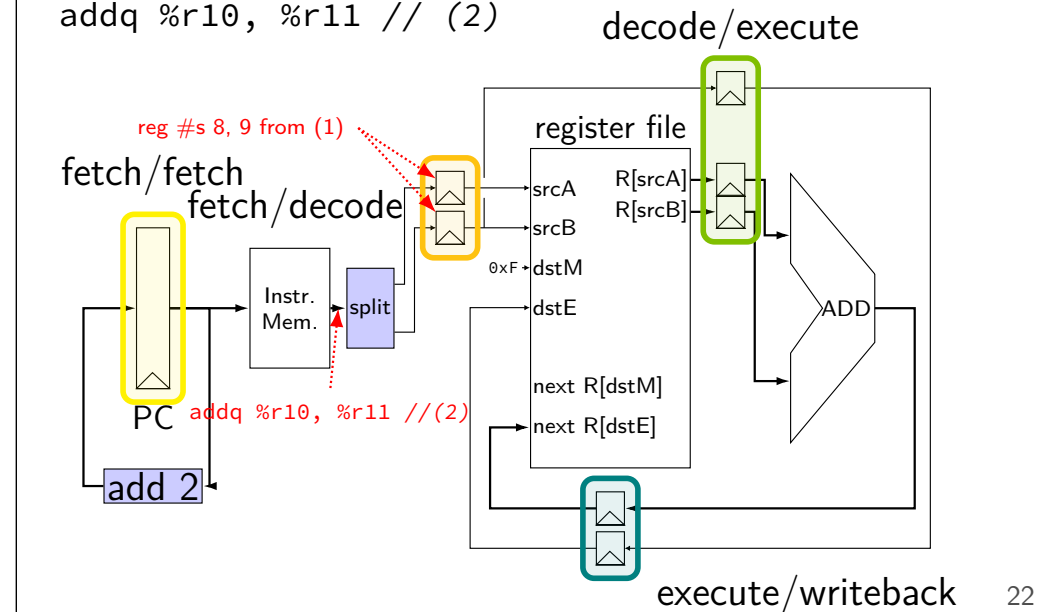 addq %r10, %r11 // (2)
decode/execute
reg #s 8, 9 from (1)
register file
fetch/fetch
fetch/decode
srcA
R[srcA]
R[srcB]
srcB
0xF
dstM
Instr.
Mem.
split
dstE
ADD
next R[dstM]
addq %r10, %r11 //(2)
PC
next R[dstE]
add 2
execute/writeback
22